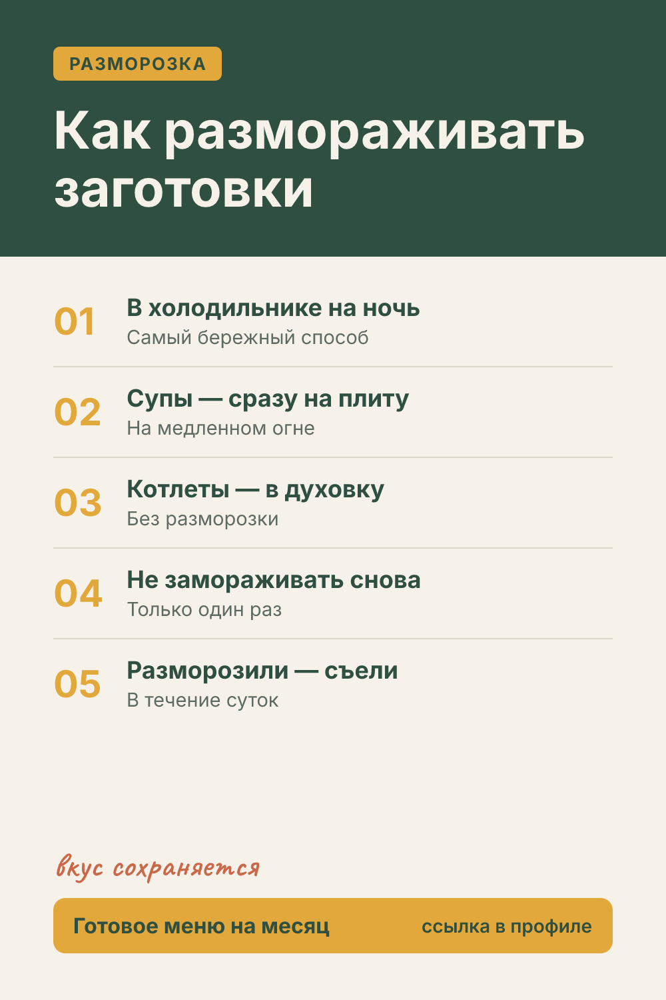 РАЗМОРОЗКА
Как размораживать
заготовки
01
В холодильнике на ночь
Самый бережный способ
02
Супы — сразу на плиту
На медленном огне
03
Котлеты — в духовку
Без разморозки
04
Не замораживать снова
Только один раз
05
Разморозили — съели
В течение суток
вкус сохраняется
Готовое меню на месяц
ссылка в профиле